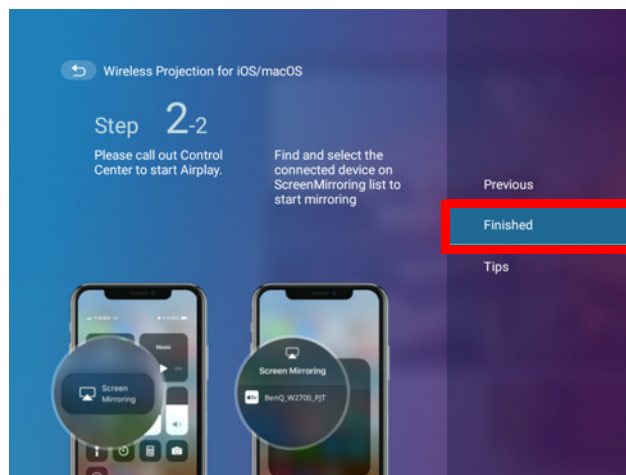 Wireless Projection for iOS/macOS
Step 2-2
Please call out Control
Center to start Airplay.
Find and select the
connected device on
ScreenMirroring list to
start mirroring
Previous
Finished
Tips
Music
Screen
Mirroring
Screen Mirroring
BenQ_W2700_PJT